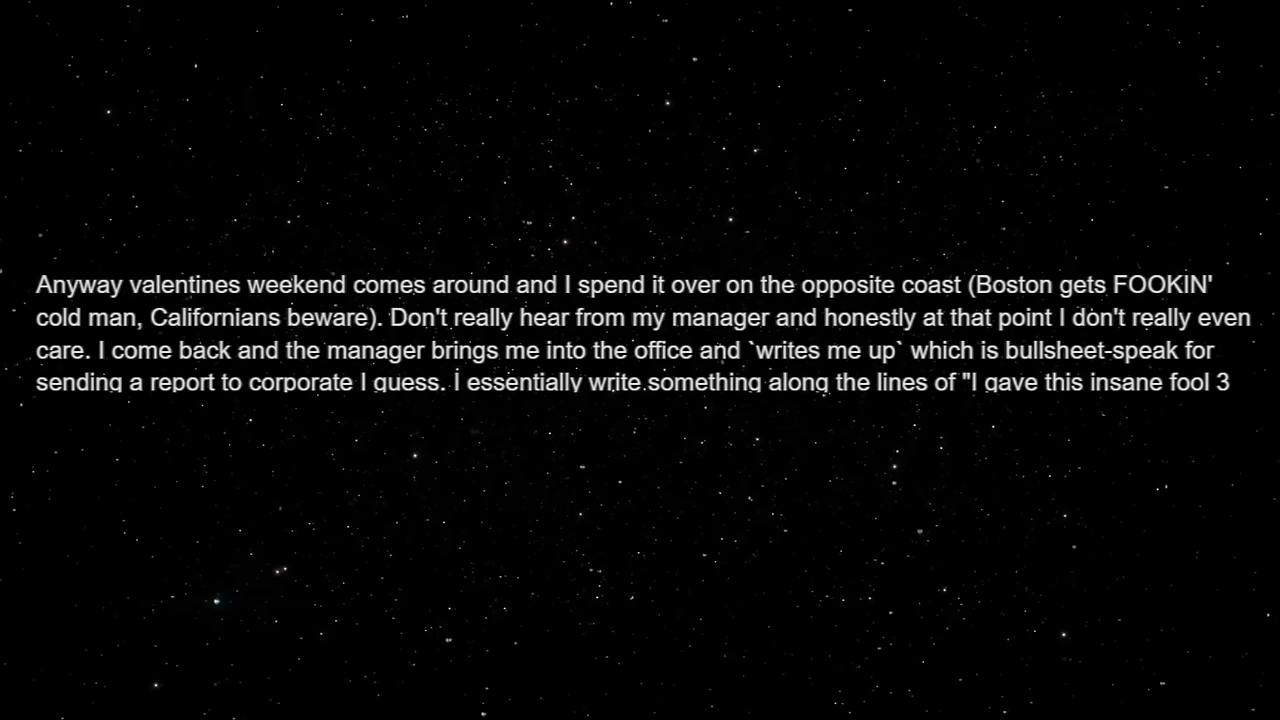 Anyway valentines weekend comes around and I spend it over on the opposite coast (Boston gets FOOKIN'
cold man, Californians beware). Don't really hear from my manager and honestly at that point I don't really even
care. I come back and the manager brings me into the office and `writes me up` which is bullsheet-speak for
sending a report to corporate I guess. I essentially write something along the lines of "I gave this insane fool 3